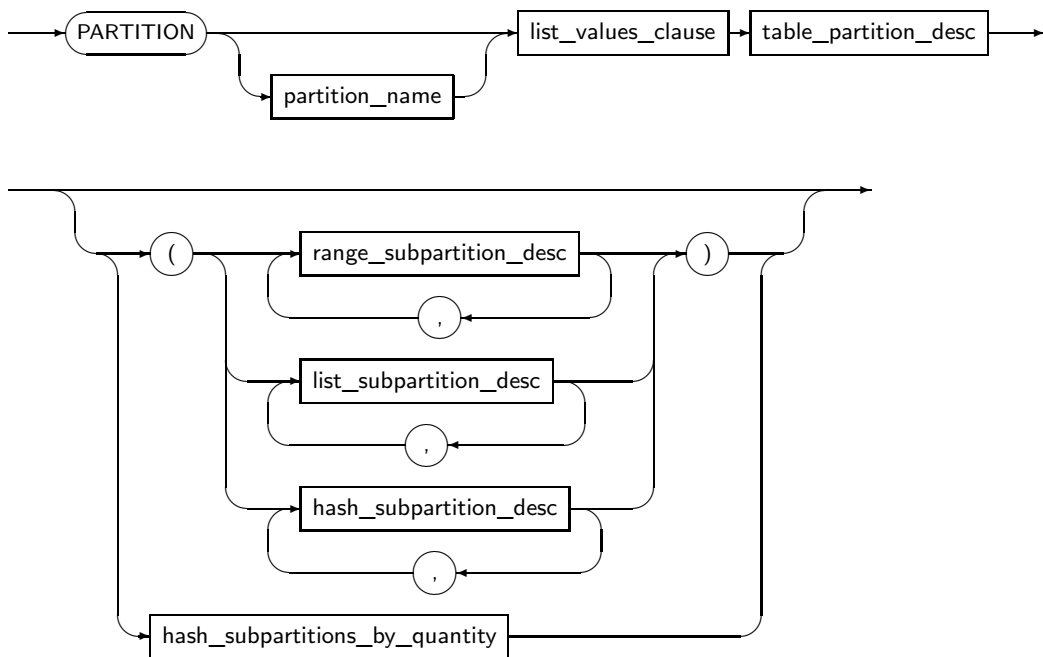 PARTITION list_values_clause table_partition_desc
partition_name
( range_subpartition_desc )
,
list_subpartition_desc
,
hash_subpartition_desc
,
hash_subpartitions_by_quantity